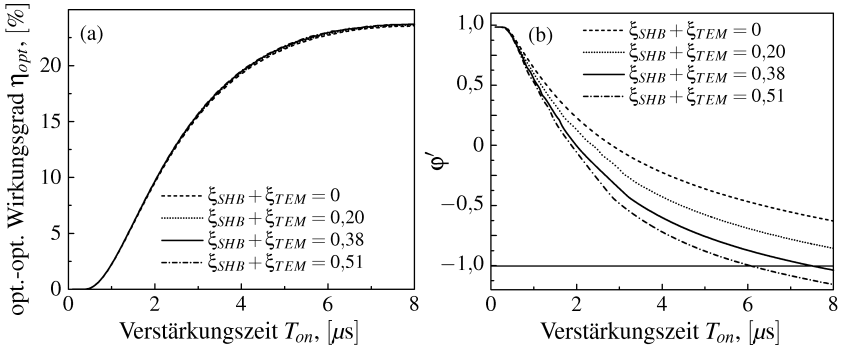 (a)
opt.-opt. Wirkungsgrad η_opt, [%]
20
15
10
5
0
ξ_SHB + ξ_TEM = 0
ξ_SHB + ξ_TEM = 0,20
ξ_SHB + ξ_TEM = 0,38
ξ_SHB + ξ_TEM = 0,51
0 2 4 6 8
Verstärkungszeit T_on, [µs]
(b)
φ′
1,0
0,5
0
−0,5
−1,0
ξ_SHB + ξ_TEM = 0
ξ_SHB + ξ_TEM = 0,20
ξ_SHB + ξ_TEM = 0,38
ξ_SHB + ξ_TEM = 0,51
0 2 4 6 8
Verstärkungszeit T_on, [µs]